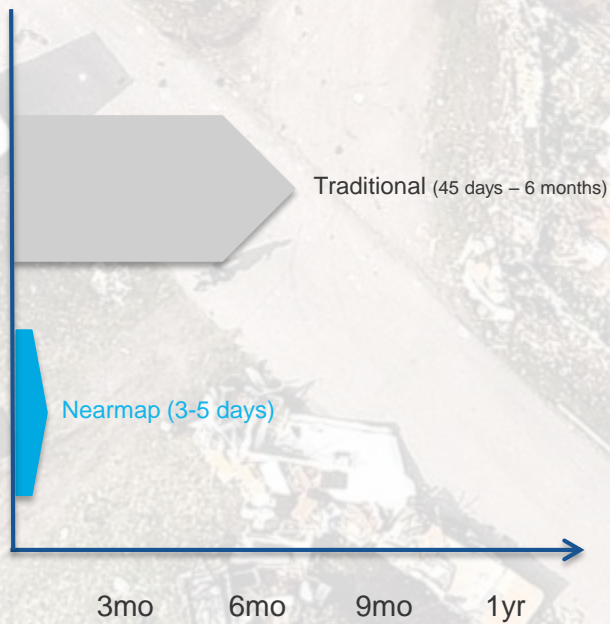 Traditional (45 days – 6 months)
Nearmap (3-5 days)
3mo 6mo 9mo 1yr